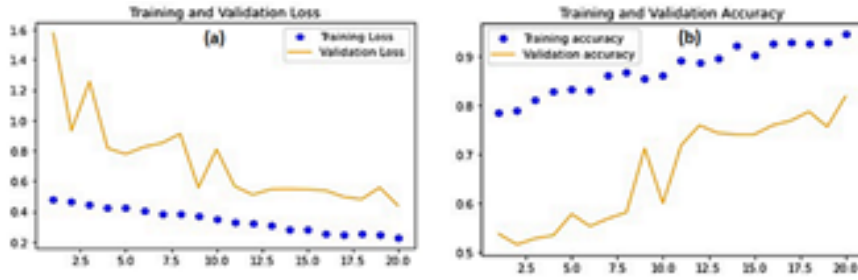 Training and Validation Loss
(a)
Training Loss
Validation Loss
1.6
1.4
1.2
1.0
0.8
0.6
0.4
0.2
2.5 5.0 7.5 10.0 12.5 15.0 17.5 20.0
Training and Validation Accuracy
(b)
Training accuracy
Validation accuracy
0.9
0.8
0.7
0.6
0.5
2.5 5.0 7.5 10.0 12.5 15.0 17.5 20.0